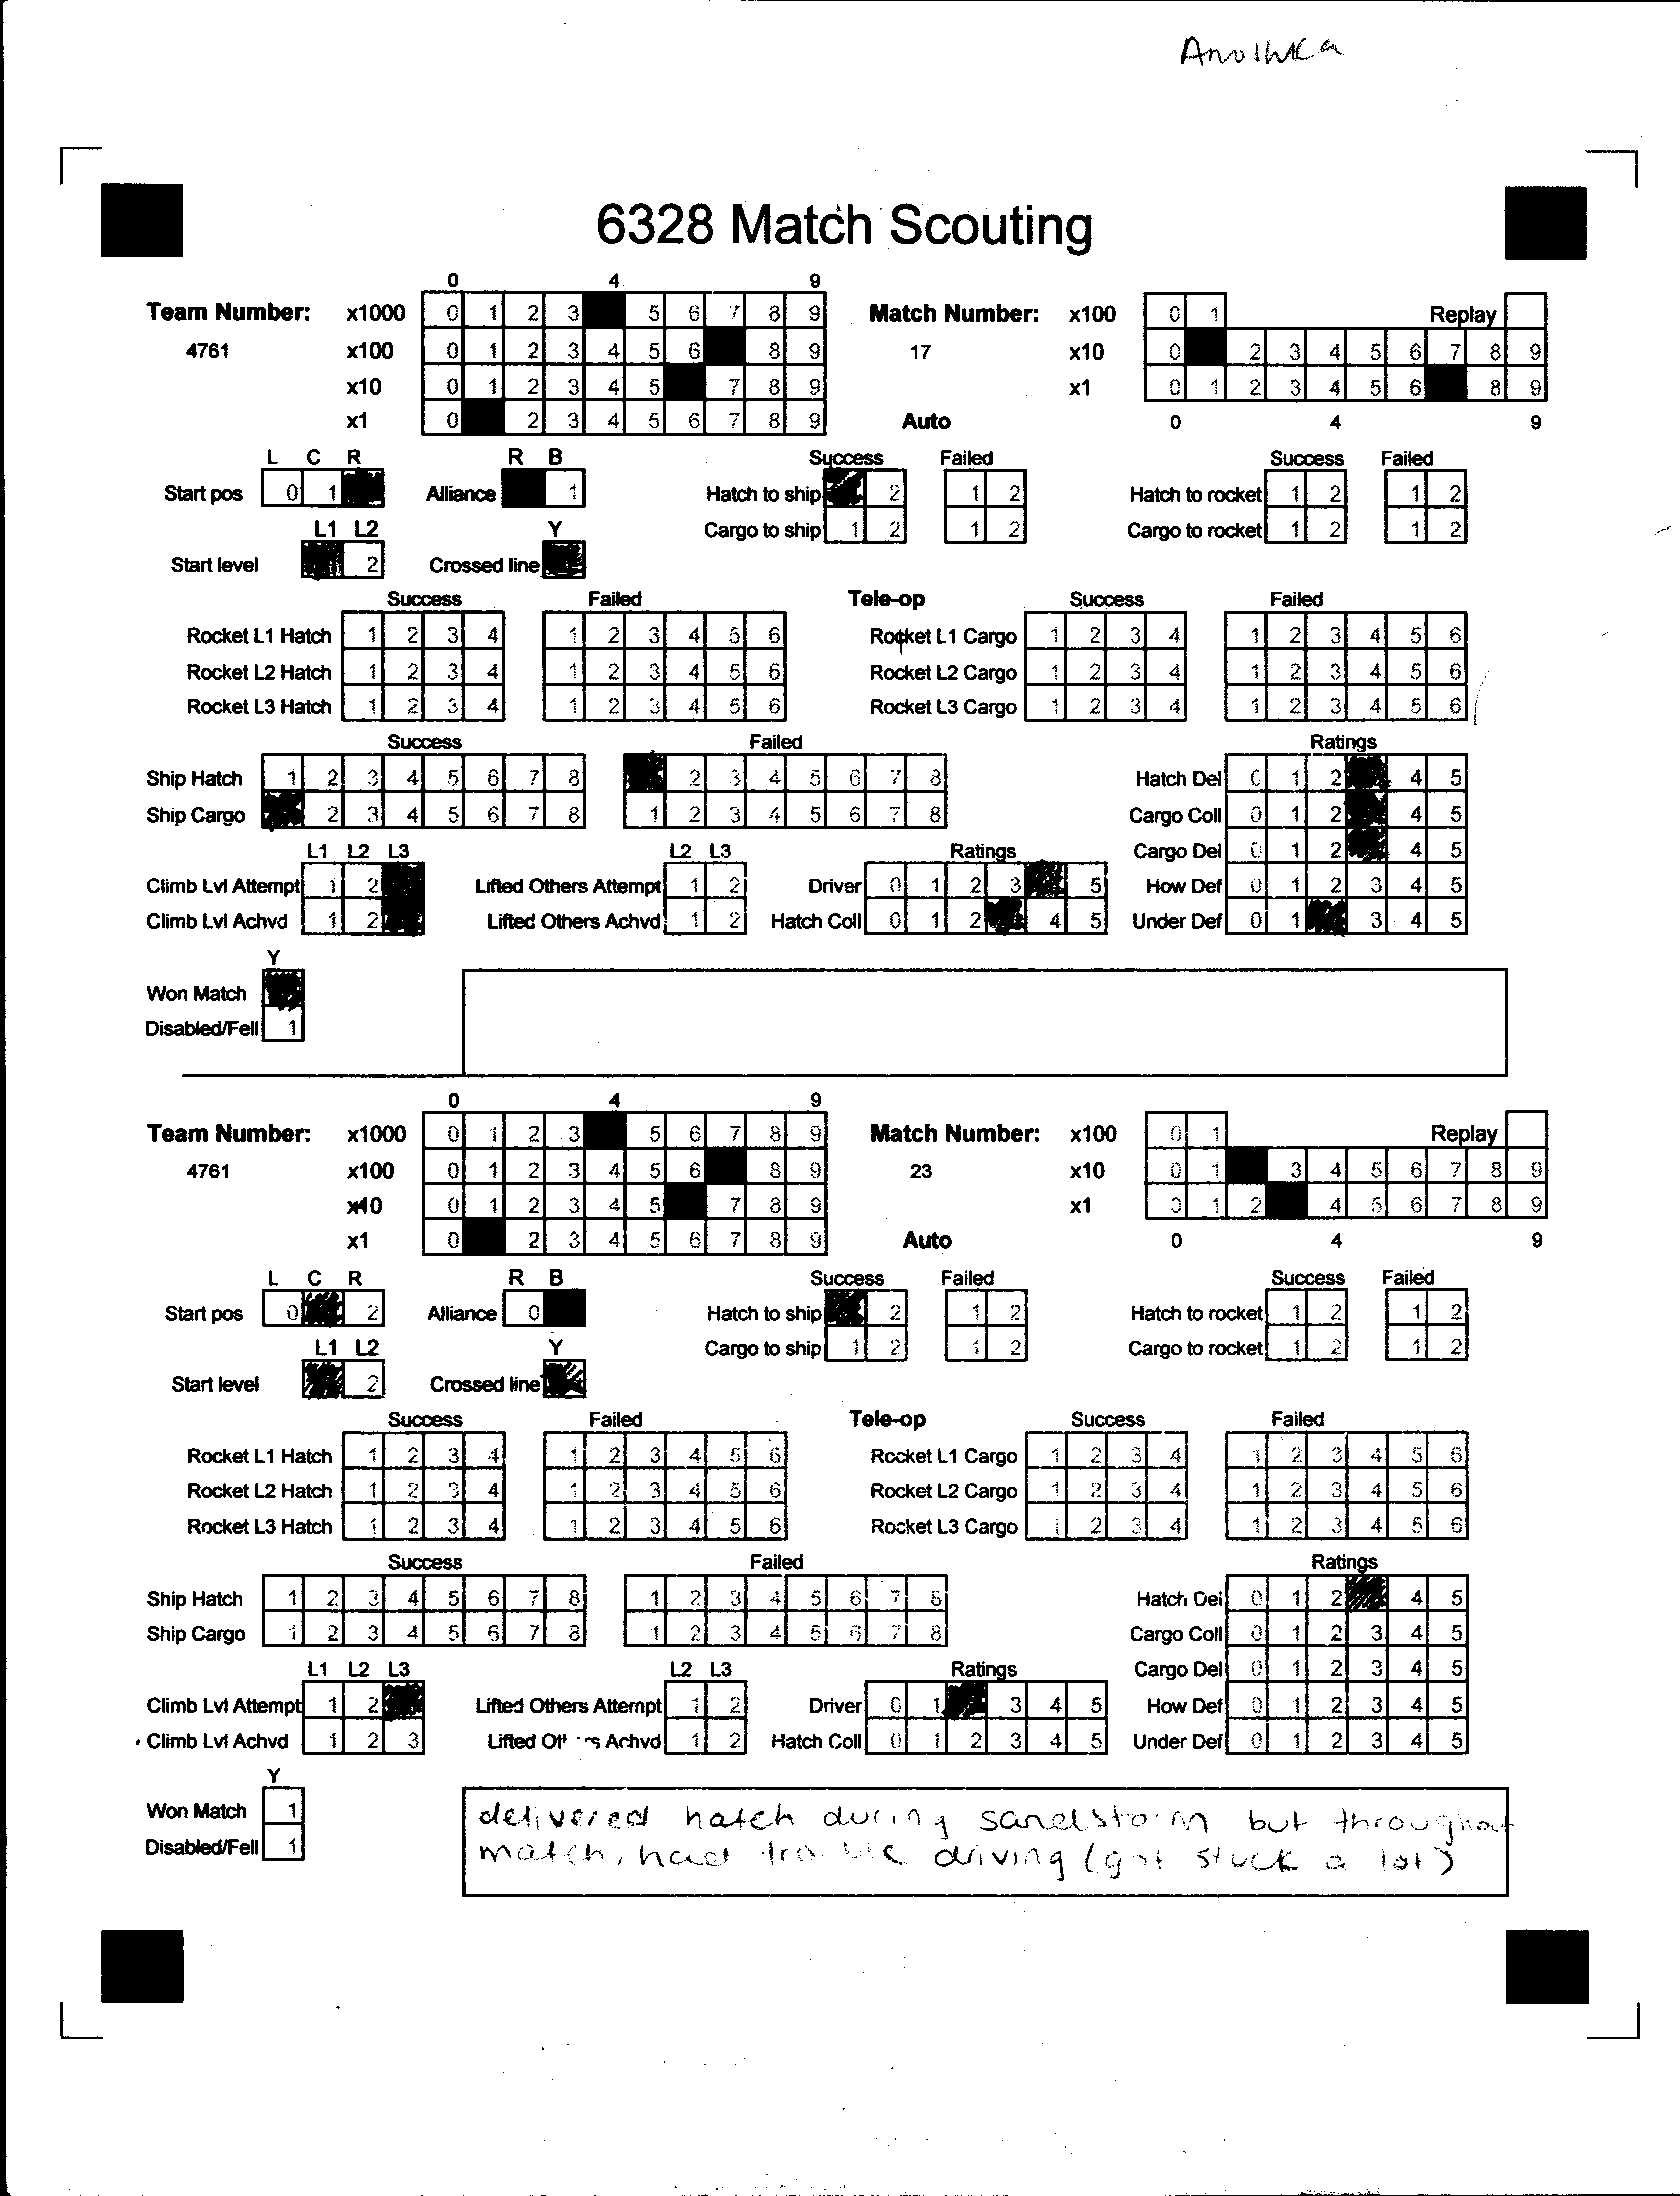 Anushka
6328 Match Scouting
0 4 9
Team Number: x1000 0 1 2 3 5 6 7 8 9 Match Number: x100 0 1 Replay
4761 x100 0 1 2 3 4 5 6 8 9 17 x10 0 2 3 4 5 6 7 8 9
x10 0 1 2 3 4 5 7 8 9 x1 0 1 2 3 4 5 6 8 9
x1 0 2 3 4 5 6 7 8 9 Auto 0 4 9
L C R R B Success Failed Success Failed
Start pos 0 1 Alliance 1 Hatch to ship 2 1 2 Hatch to rocket 1 2 1 2
L1 L2 Y Cargo to ship 1 2 1 2 Cargo to rocket 1 2 1 2
Start level 2 Crossed line
Success Failed Tele-op Success Failed
Rocket L1 Hatch 1 2 3 4 1 2 3 4 5 6 Rocket L1 Cargo 1 2 3 4 1 2 3 4 5 6
Rocket L2 Hatch 1 2 3 4 1 2 3 4 5 6 Rocket L2 Cargo 1 2 3 4 1 2 3 4 5 6
Rocket L3 Hatch 1 2 3 4 1 2 3 4 5 6 Rocket L3 Cargo 1 2 3 4 1 2 3 4 5 6
Success Failed Ratings
Ship Hatch 1 2 3 4 5 6 7 8 2 3 4 5 6 7 8 Hatch Del 0 1 2 4 5
Ship Cargo 2 3 4 5 6 7 8 1 2 3 4 5 6 7 8 Cargo Coll 0 1 2 4 5
L1 L2 L3 L2 L3 Ratings Cargo Del 0 1 2 4 5
Climb Lvl Attempt 1 2 Lifted Others Attempt 1 2 Driver 0 1 2 3 5 How Def 0 1 2 3 4 5
Climb Lvl Achvd 1 2 Lifted Others Achvd 1 2 Hatch Coll 0 1 2 4 5 Under Def 0 1 3 4 5
Y
Won Match
Disabled/Fell 1
0 4 9
Team Number: x1000 0 1 2 3 5 6 7 8 9 Match Number: x100 0 1 Replay
4761 x100 0 1 2 3 4 5 6 8 9 23 x10 0 1 3 4 5 6 7 8 9
x10 0 1 2 3 4 5 7 8 9 x1 0 1 2 4 5 6 7 8 9
x1 0 2 3 4 5 6 7 8 9 Auto 0 4 9
L C R R B Success Failed Success Failed
Start pos 0 2 Alliance 0 Hatch to ship 2 1 2 Hatch to rocket 1 2 1 2
L1 L2 Y Cargo to ship 1 2 1 2 Cargo to rocket 1 2 1 2
Start level 2 Crossed line
Success Failed Tele-op Success Failed
Rocket L1 Hatch 1 2 3 4 1 2 3 4 5 6 Rocket L1 Cargo 1 2 3 4 1 2 3 4 5 6
Rocket L2 Hatch 1 2 3 4 1 2 3 4 5 6 Rocket L2 Cargo 1 2 3 4 1 2 3 4 5 6
Rocket L3 Hatch 1 2 3 4 1 2 3 4 5 6 Rocket L3 Cargo 1 2 3 4 1 2 3 4 5 6
Success Failed Ratings
Ship Hatch 1 2 3 4 5 6 7 8 1 2 3 4 5 6 7 8 Hatch Del 0 1 2 4 5
Ship Cargo 1 2 3 4 5 6 7 8 1 2 3 4 5 6 7 8 Cargo Coll 0 1 2 3 4 5
L1 L2 L3 L2 L3 Ratings Cargo Del 0 1 2 3 4 5
Climb Lvl Attempt 1 2 Lifted Others Attempt 1 2 Driver 0 1 3 4 5 How Def 0 1 2 3 4 5
Climb Lvl Achvd 1 2 3 Lifted Others Achvd 1 2 Hatch Coll 0 1 2 3 4 5 Under Def 0 1 2 3 4 5
Y
Won Match 1
Disabled/Fell 1
delivered hatch during sandstorm but throughout
match, had trouble driving (got stuck a lot)